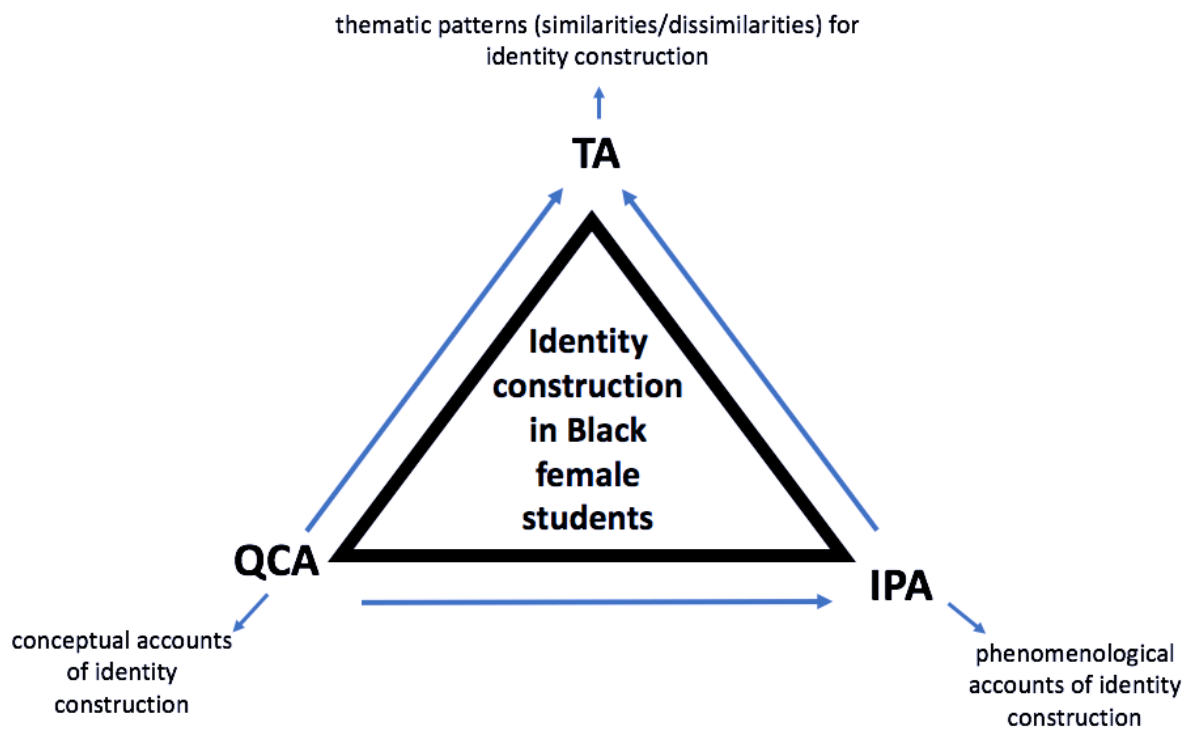 thematic patterns (similarities/dissimilarities) for
identity construction
TA
Identity
construction
in Black
female
students
QCA
IPA
conceptual accounts
of identity
construction
phenomenological
accounts of identity
construction